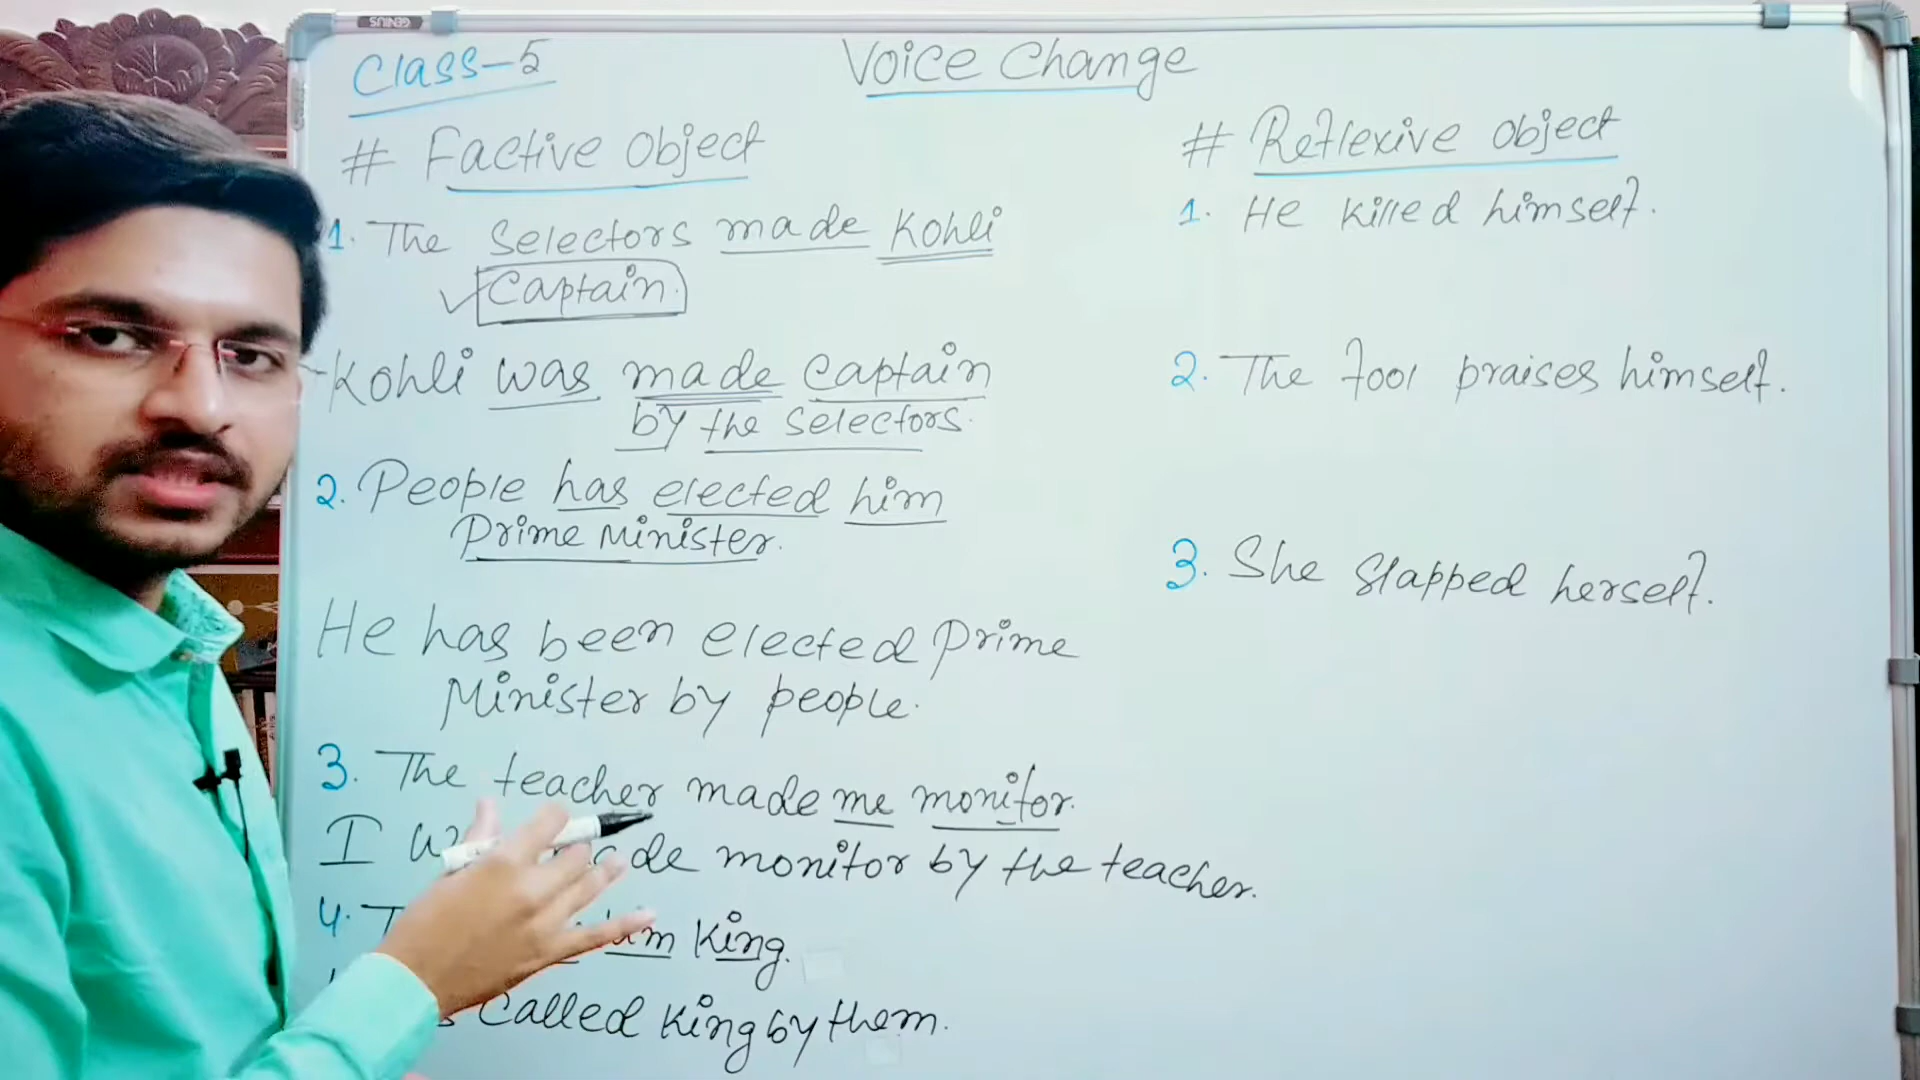 GENIUS
Class-5
Voice Change
# Factive Object
1. The Selectors made Kohli
Captain.
Kohli was made captain
by the selectors.
2. People has elected him
Prime Minister.
He has been elected prime
Minister by people.
3. The teacher made me monitor.
I monitor by the teacher.
4. him King.
called King by them.
# Reflexive Object
1. He killed himself.
2. The fool praises himself.
3. She slapped herself.